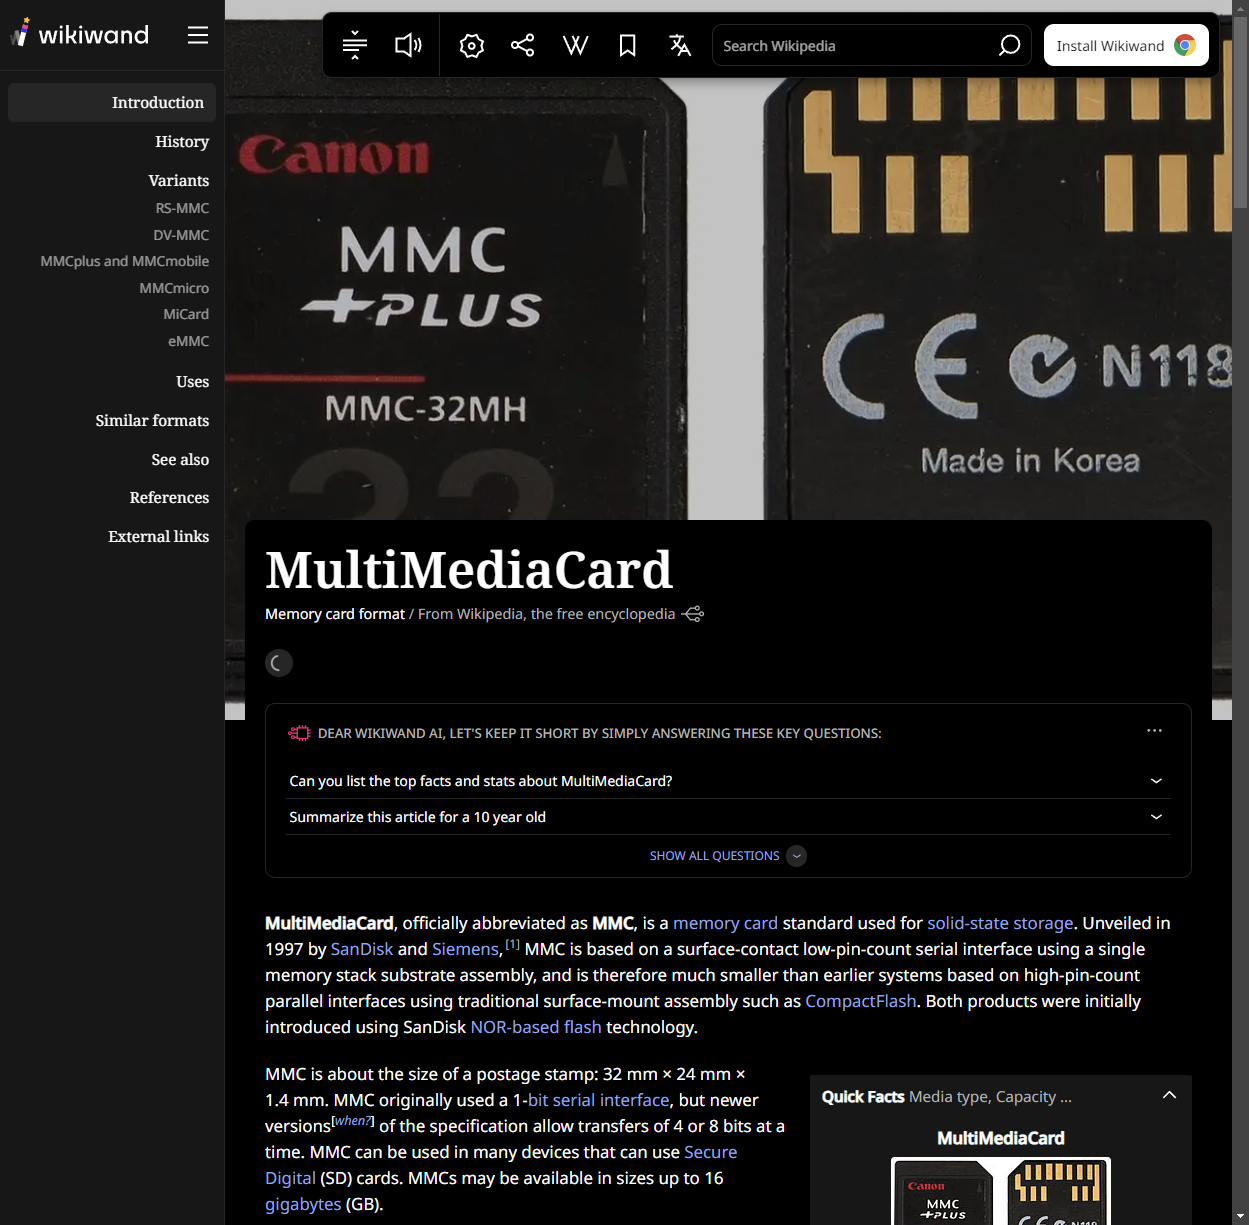 wikiwand
Introduction
History
Variants
RS-MMC
DV-MMC
MMCplus and MMCmobile
MMCmicro
MiCard
eMMC
Uses
Similar formats
See also
References
External links
Search Wikipedia
Install Wikiwand
Canon
MMC
+PLUS
MMC-32MH
32
CE N118
Made in Korea
MultiMediaCard
Memory card format / From Wikipedia, the free encyclopedia
DEAR WIKIWAND AI, LET'S KEEP IT SHORT BY SIMPLY ANSWERING THESE KEY QUESTIONS:
Can you list the top facts and stats about MultiMediaCard?
Summarize this article for a 10 year old
SHOW ALL QUESTIONS
MultiMediaCard, officially abbreviated as MMC, is a memory card standard used for solid-state storage. Unveiled in
1997 by SanDisk and Siemens,[1] MMC is based on a surface-contact low-pin-count serial interface using a single
memory stack substrate assembly, and is therefore much smaller than earlier systems based on high-pin-count
parallel interfaces using traditional surface-mount assembly such as CompactFlash. Both products were initially
introduced using SanDisk NOR-based flash technology.
MMC is about the size of a postage stamp: 32 mm × 24 mm ×
1.4 mm. MMC originally used a 1-bit serial interface, but newer
versions[when?] of the specification allow transfers of 4 or 8 bits at a
time. MMC can be used in many devices that can use Secure
Digital (SD) cards. MMCs may be available in sizes up to 16
gigabytes (GB).
Quick Facts Media type, Capacity ...
MultiMediaCard
Canon
MMC
+PLUS
CE N118